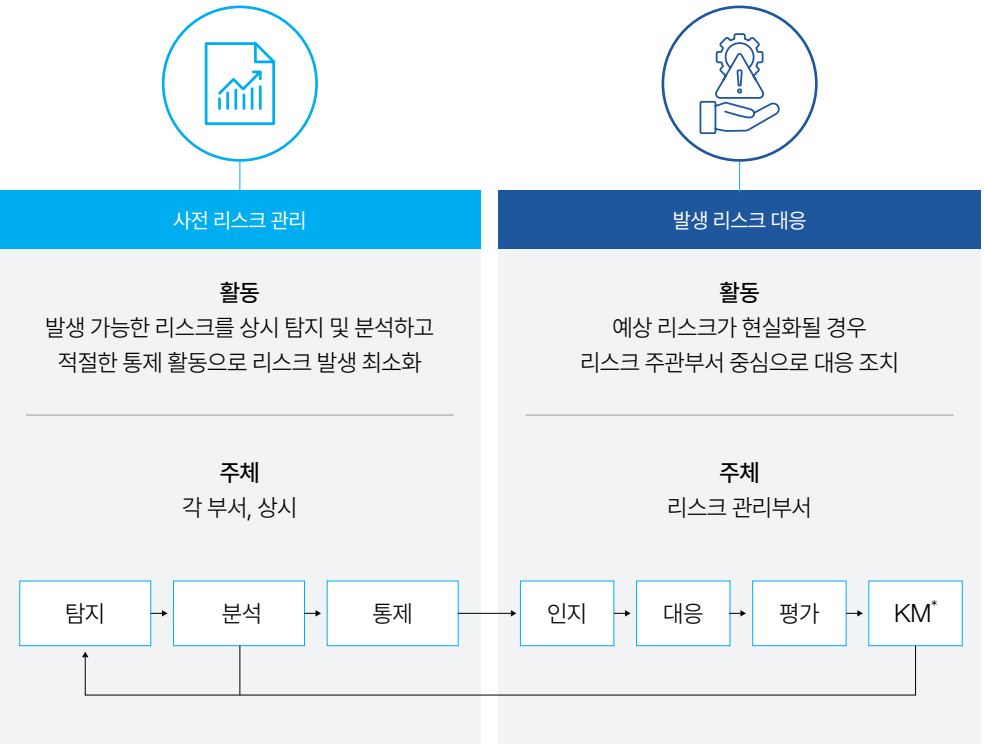 사전 리스크 관리
활동
발생 가능한 리스크를 상시 탐지 및 분석하고
적절한 통제 활동으로 리스크 발생 최소화
주체
각 부서, 상시
탐지
분석
통제
발생 리스크 대응
활동
예상 리스크가 현실화될 경우
리스크 주관부서 중심으로 대응 조치
주체
리스크 관리부서
인지
대응
평가
KM*